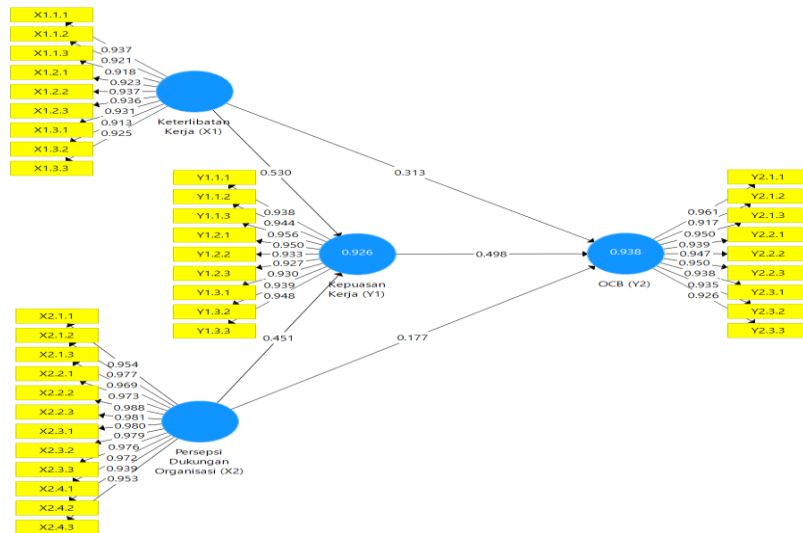 X1.1.1
X1.1.2
X1.1.3
X1.2.1
X1.2.2
X1.2.3
X1.3.1
X1.3.2
X1.3.3
0.937
0.921
0.918
0.923
0.937
0.936
0.931
0.913
0.925
Keterlibatan
Kerja (X1)
0.530
0.313
Y1.1.1
Y1.1.2
Y1.1.3
Y1.2.1
Y1.2.2
Y1.2.3
Y1.3.1
Y1.3.2
Y1.3.3
0.938
0.944
0.956
0.950
0.933
0.927
0.930
0.939
0.948
0.926
Kepuasan
Kerja (Y1)
0.498
0.938
OCB (Y2)
0.961
0.917
0.950
0.939
0.947
0.950
0.938
0.935
0.926
Y2.1.1
Y2.1.2
Y2.1.3
Y2.2.1
Y2.2.2
Y2.2.3
Y2.3.1
Y2.3.2
Y2.3.3
0.451
0.177
X2.1.1
X2.1.2
X2.1.3
X2.2.1
X2.2.2
X2.2.3
X2.3.1
X2.3.2
X2.3.3
X2.4.1
X2.4.2
X2.4.3
0.954
0.977
0.969
0.973
0.988
0.981
0.980
0.979
0.976
0.972
0.939
0.953
Persepsi
Dukungan
Organisasi (X2)